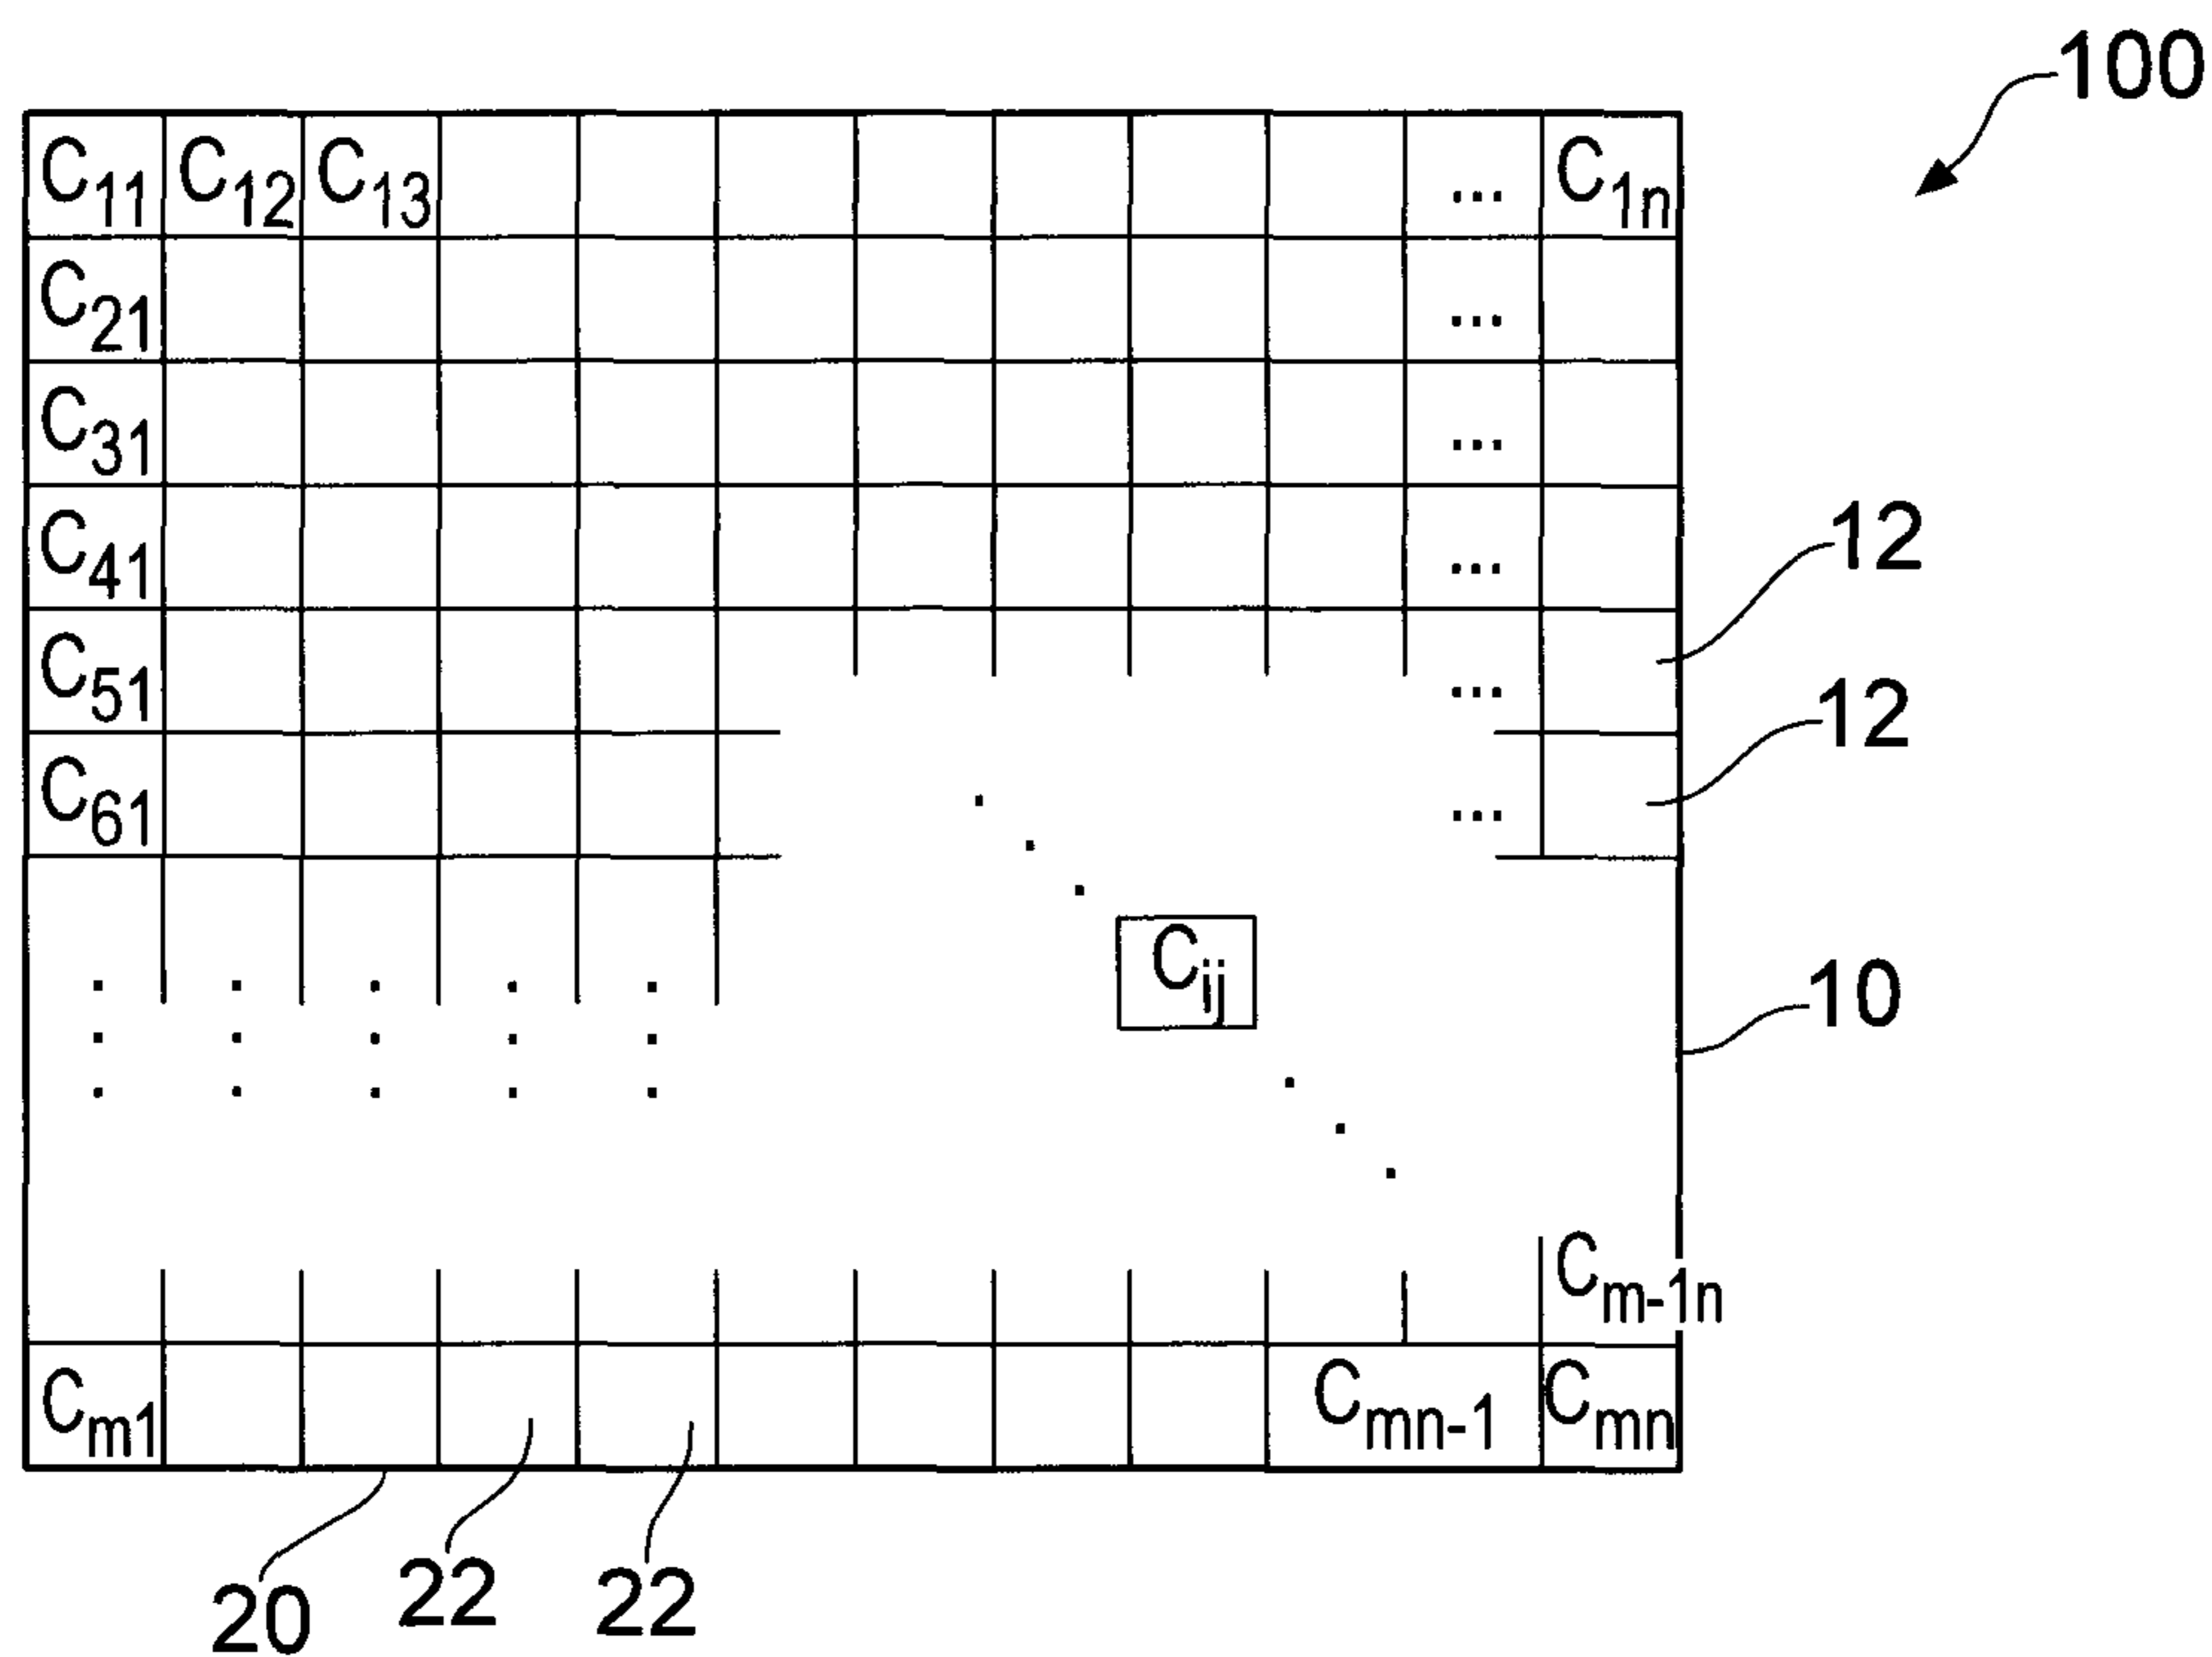 100
C11 C12 C13 ... C1n
C21 ...
C31 ...
C41 ...
12
C51 ...
12
C61 ...
Cij
10
Cm-1n
Cm1 Cmn-1 Cmn
20 22 22